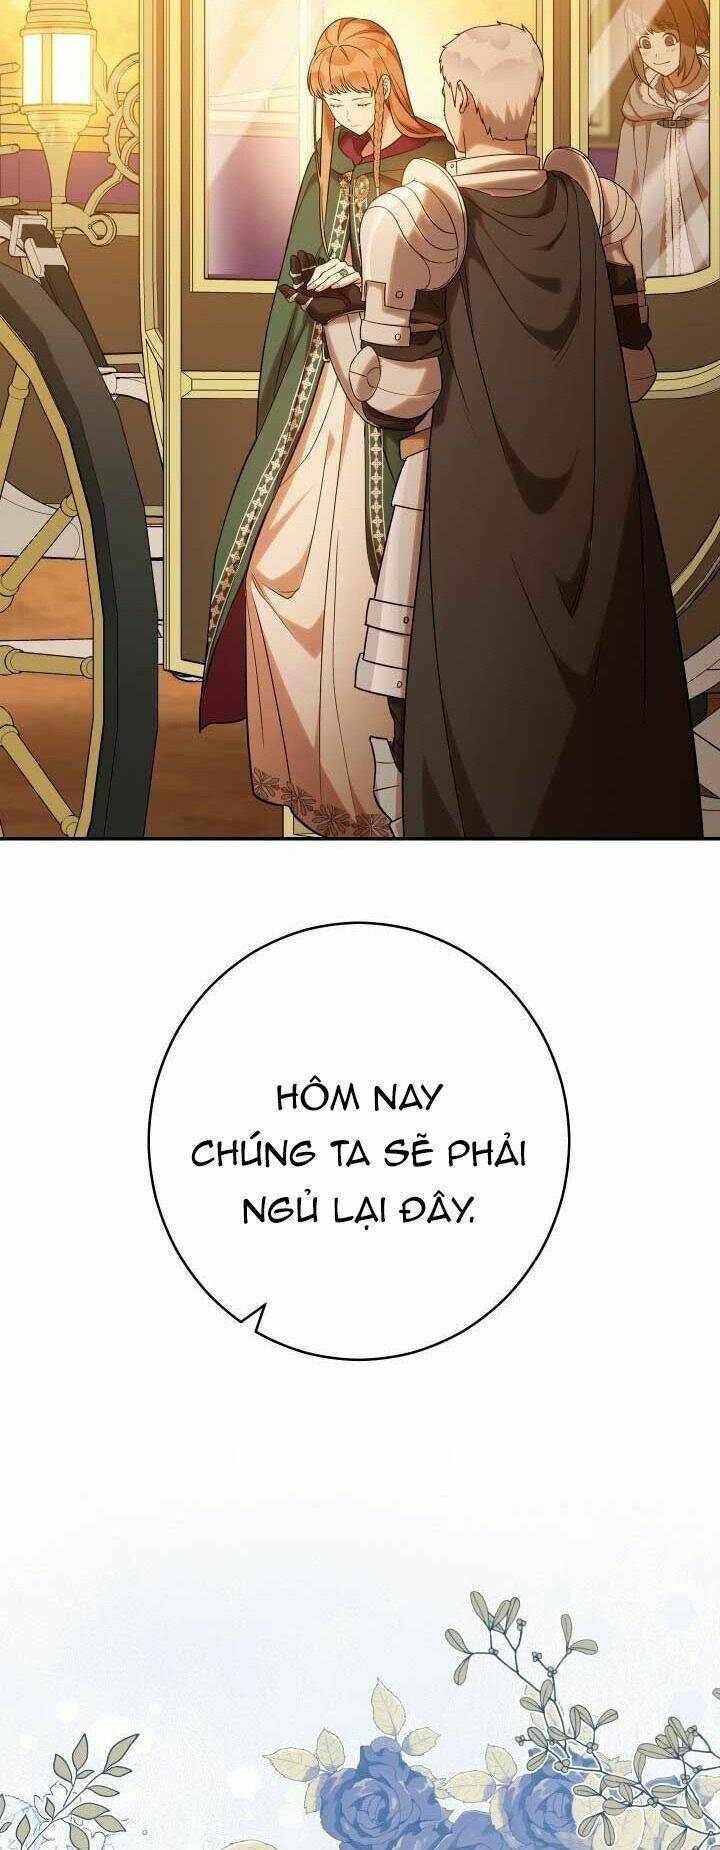 HÔM NAY
CHÚNG TA SẼ PHẢI
NGỦ LẠI ĐÂY.